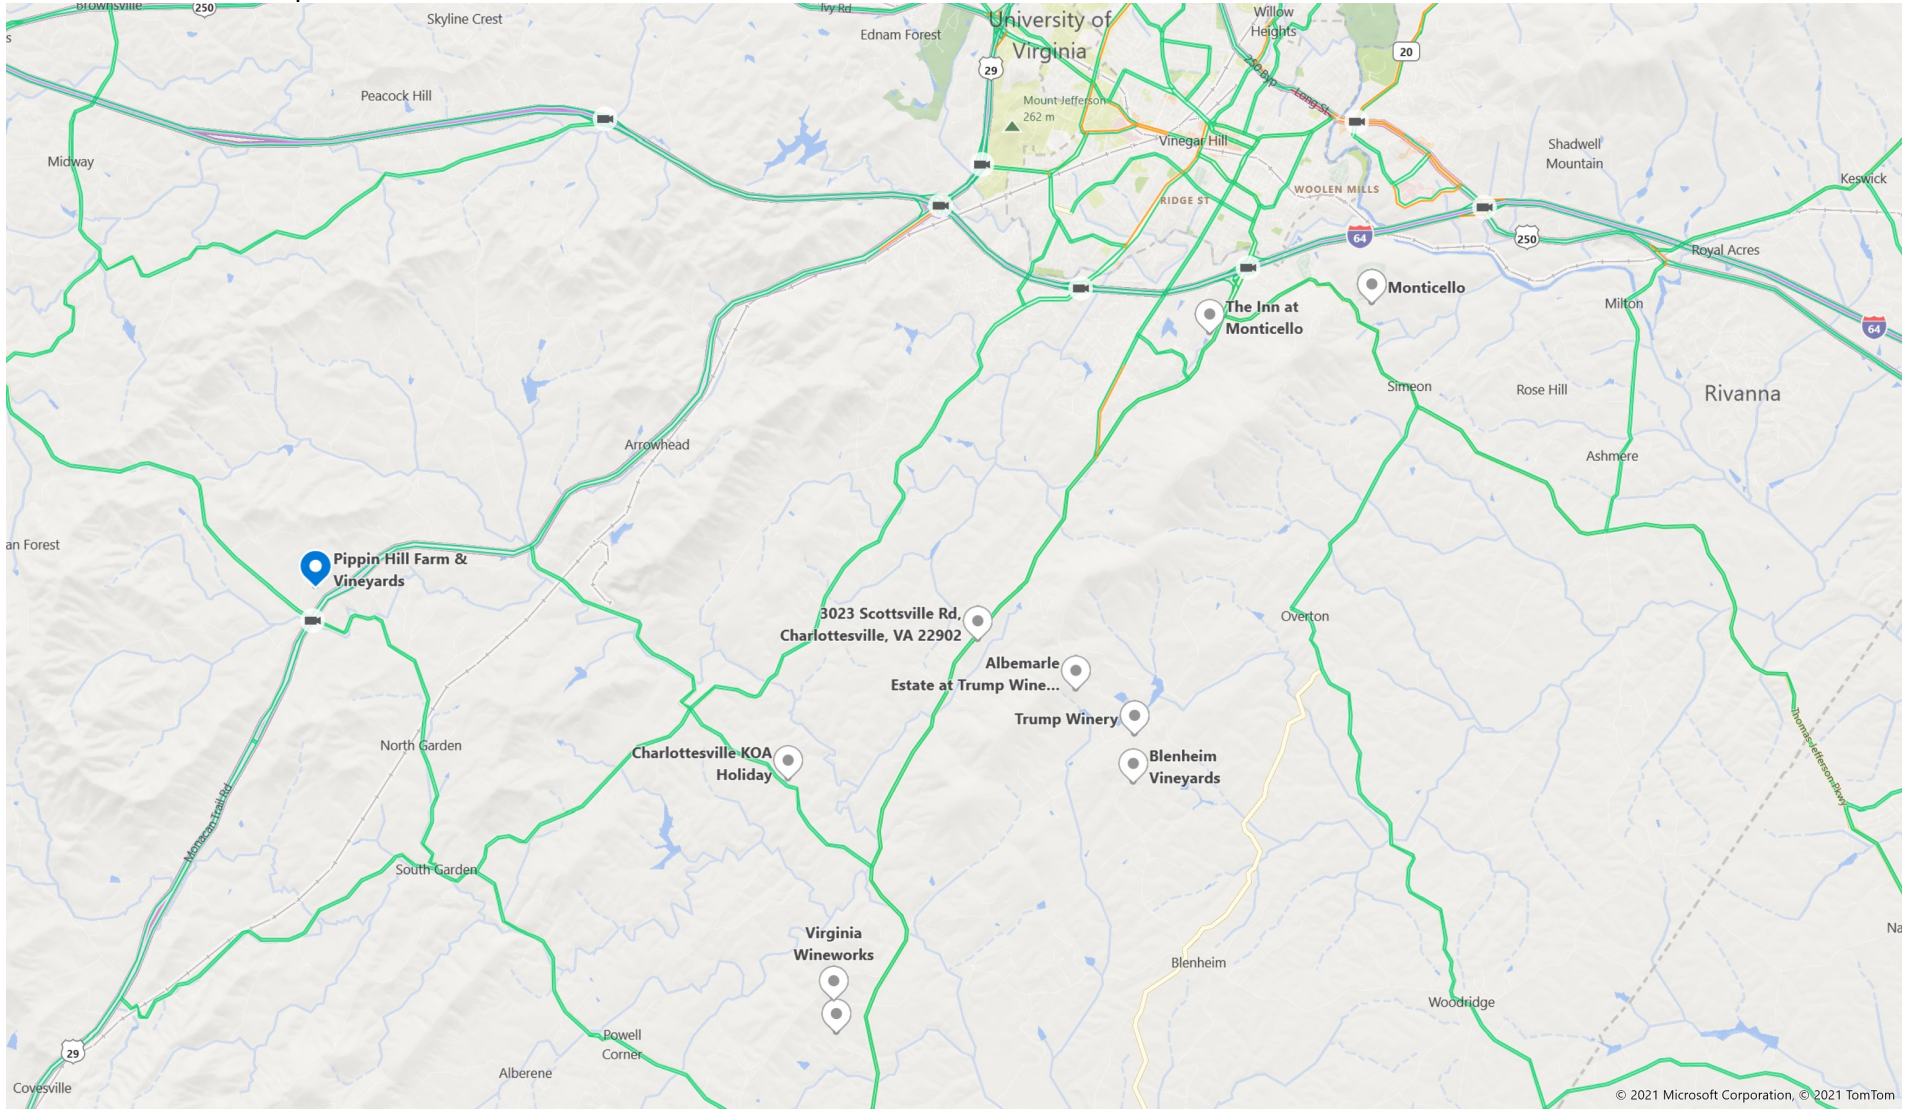 Brownsville
250
Skyline Crest
Ivy Rd
Ednam Forest
University of
Virginia
Willow
Heights
20
s
29
250 Byp
Long St
Peacock Hill
Mount Jefferson
262 m
Vinegar Hill
Shadwell
Mountain
Midway
Keswick
WOOLEN MILLS
RIDGE ST
64
250
Royal Acres
Monticello
Milton
The Inn at
Monticello
64
Simeon
Rose Hill
Rivanna
Arrowhead
Ashmere
an Forest
Pippin Hill Farm &
Vineyards
3023 Scottsville Rd,
Charlottesville, VA 22902
Overton
Albemarle
Estate at Trump Wine...
Trump Winery
Thomas Jefferson Pkwy
North Garden
Charlottesville KOA
Holiday
Blenheim
Vineyards
Monacan Trail Rd
South Garden
Virginia
Wineworks
Na
Blenheim
Woodridge
Powell
Corner
29
Alberene
Covesville
© 2021 Microsoft Corporation, © 2021 TomTom